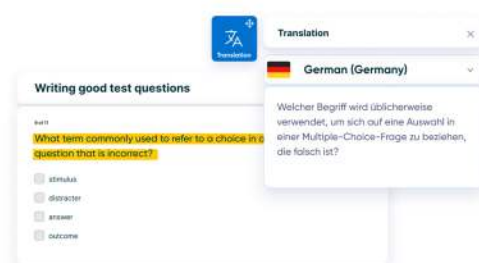 Translation
Translation
German (Germany)
Welcher Begriff wird üblicherweise
verwendet, um sich auf eine Auswahl in
einer Multiple-Choice-Frage zu beziehen,
die falsch ist?
Writing good test questions
What term commonly used to refer to a choice in a
question that is incorrect?
stimulus
distracter
answer
outcome